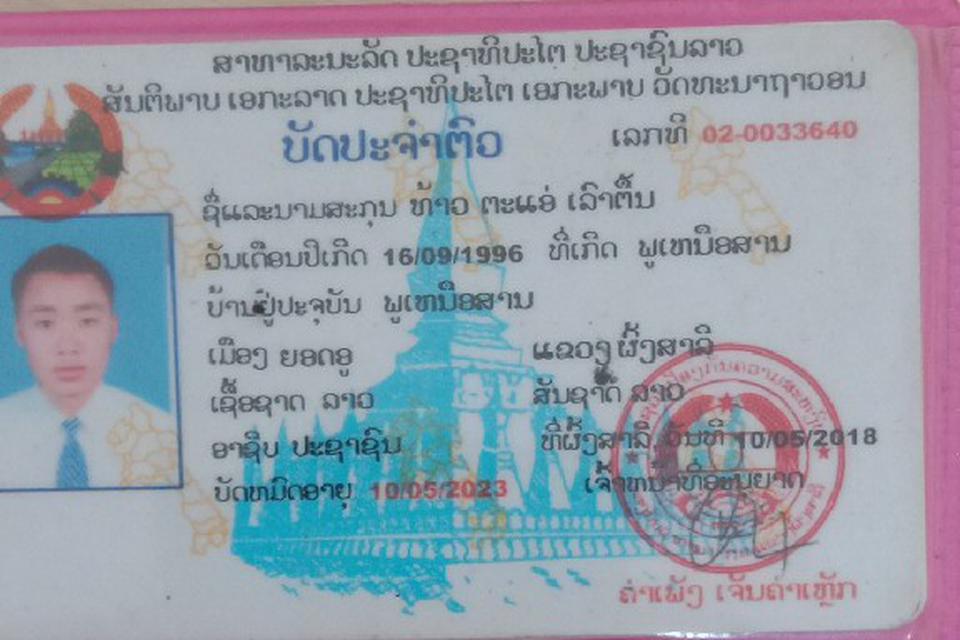 ສາທາລະນະລັດ ປະຊາທິປະໄຕ ປະຊາຊົນລາວ
ສັນຕິພາບ ເອກະລາດ ປະຊາທິປະໄຕ ເອກະພາບ ວັດທະນາຖາວອນ
ບັດປະຈຳຕົວ
ເລກທີ 02-0033640
ຊື່ແລະນາມສະກຸນ ທ້າວ ຕະແອ່ ເລົາຕື້ນ
ວັນເດືອນປີເກີດ 16/09/1996 ທີ່ເກີດ ພູເຫມືອສານ
ບ້ານຢູ່ປະຈຸບັນ ພູເຫມືອສານ
ເມືອງ ຍອດອູ ແຂວງ ຜົ້ງສາລີ
ເຊື້ອຊາດ ລາວ ສັນຊາດ ລາວ
ອາຊີບ ປະຊາຊົນ ທີ່ຜົ້ງສາລີ ວັນທີ 10/05/2018
ບັດຫມົດອາຍຸ 10/05/2023 ເຈົ້າຫນ້າທີ່ອະນຸຍາດ
ຄຳເພັງ ເຈັນຄຳເຫຼັກ